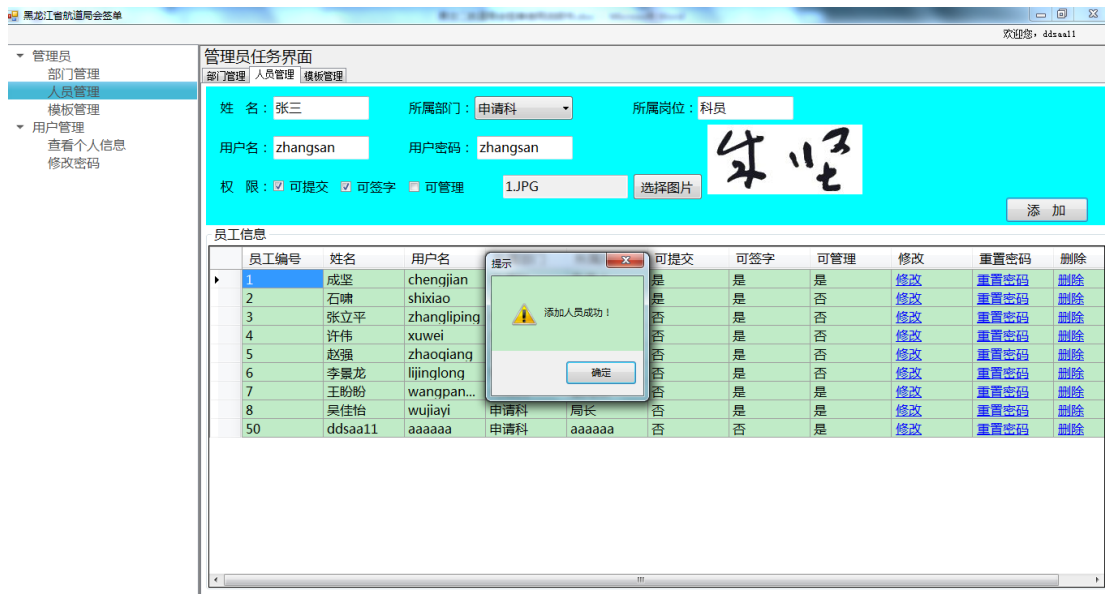 黑龙江省航道局会签单
欢迎您，ddsaa11
管理员
部门管理
人员管理
模板管理
用户管理
查看个人信息
修改密码
管理员任务界面
部门管理 人员管理 模板管理
姓 名：张三 所属部门：申请科 所属岗位：科员
用户名：zhangsan 用户密码：zhangsan
权 限：可提交 可签字 可管理 1.JPG 选择图片
添 加
员工信息
员工编号 姓名 用户名 可提交 可签字 可管理 修改 重置密码 删除
1 成坚 chengjian 是 是 是 修改 重置密码 删除
2 石啸 shixiao 是 是 否 修改 重置密码 删除
3 张立平 zhangliping 否 是 否 修改 重置密码 删除
4 许伟 xuwei 否 是 否 修改 重置密码 删除
5 赵强 zhaoqiang 否 是 否 修改 重置密码 删除
6 李景龙 lijinglong 否 是 否 修改 重置密码 删除
7 王盼盼 wangpan... 否 是 是 修改 重置密码 删除
8 吴佳怡 wujiayi 申请科 局长 否 是 是 修改 重置密码 删除
50 ddsaa11 aaaaaa 申请科 aaaaaa 否 否 是 修改 重置密码 删除
提示
添加人员成功！
确定